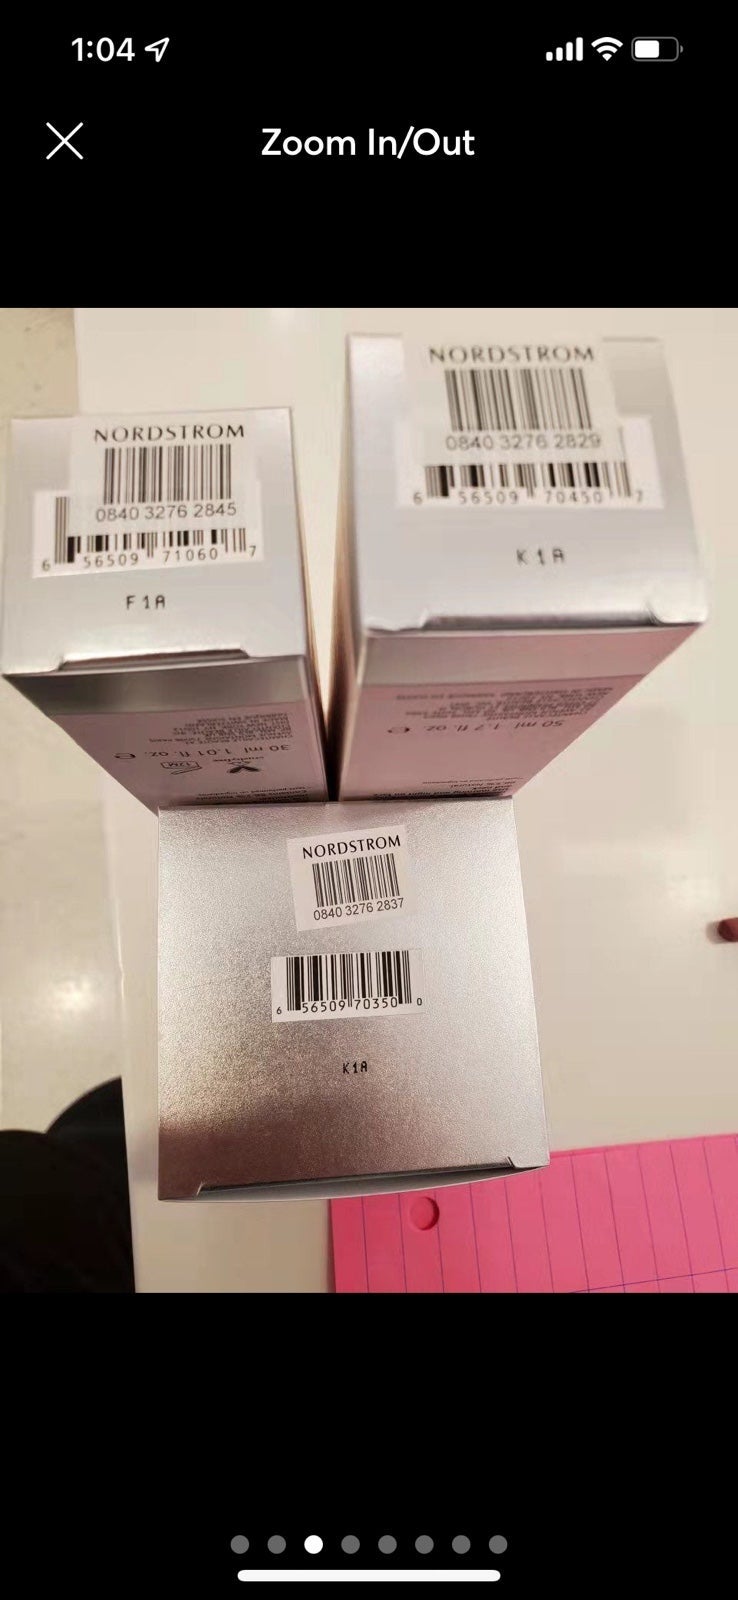 1:04
Zoom In/Out
NORDSTROM
0840 3276 2845
6 56509 71060 7
F1A
30 ml 1.01 fl. oz. e
12M
crueltyfree
NORDSTROM
0840 3276 2829
6 56509 70450 7
K1A
50 ml 1.7 fl. oz. e
NORDSTROM
0840 3276 2837
6 56509 70350 0
K1A